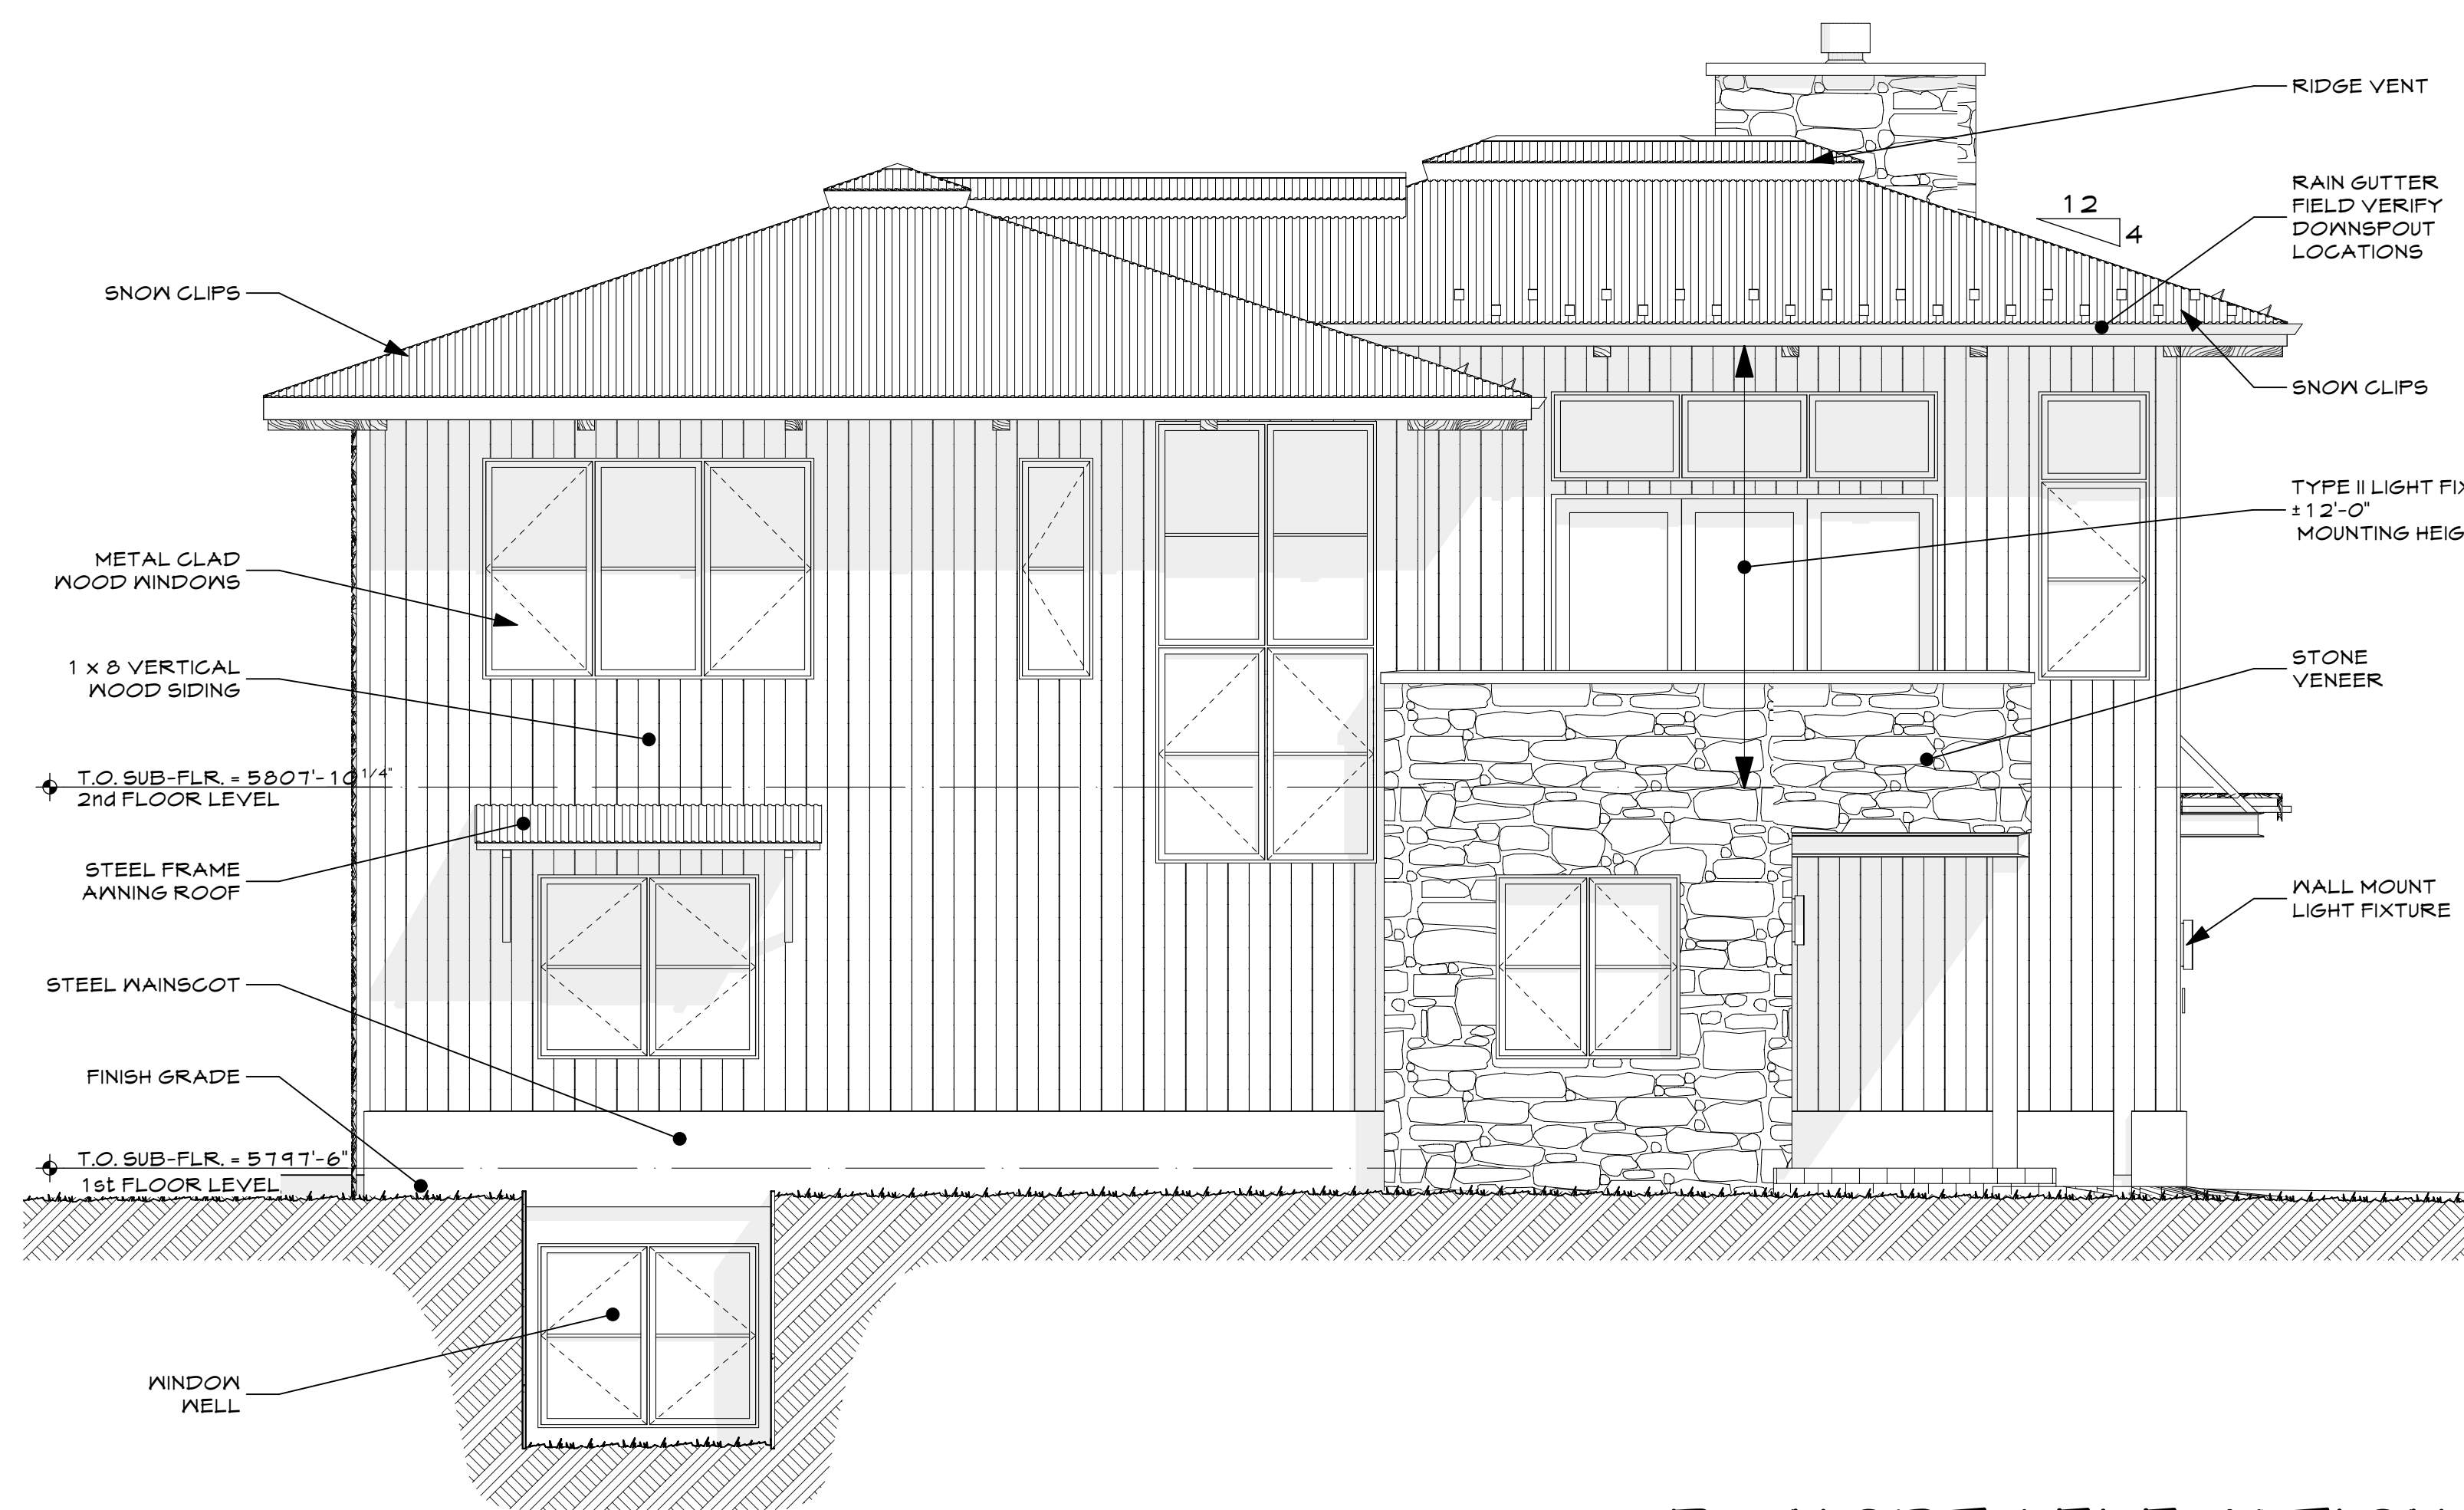 RIDGE VENT
RAIN GUTTER
FIELD VERIFY
DOWNSPOUT
LOCATIONS
12
4
SNOW CLIPS
SNOW CLIPS
TYPE II LIGHT
±12'-0"
MOUNTING
METAL CLAD
WOOD WINDOWS
1 x 8 VERTICAL
WOOD SIDING
STONE
VENEER
T.O. SUB-FLR. = 5807'-10 1/4"
2nd FLOOR LEVEL
STEEL FRAME
AWNING ROOF
WALL MOUNT
LIGHT FIXTURE
STEEL WAINSCOT
FINISH GRADE
T.O. SUB-FLR. = 5797'-6"
1st FLOOR LEVEL
WINDOW
WELL